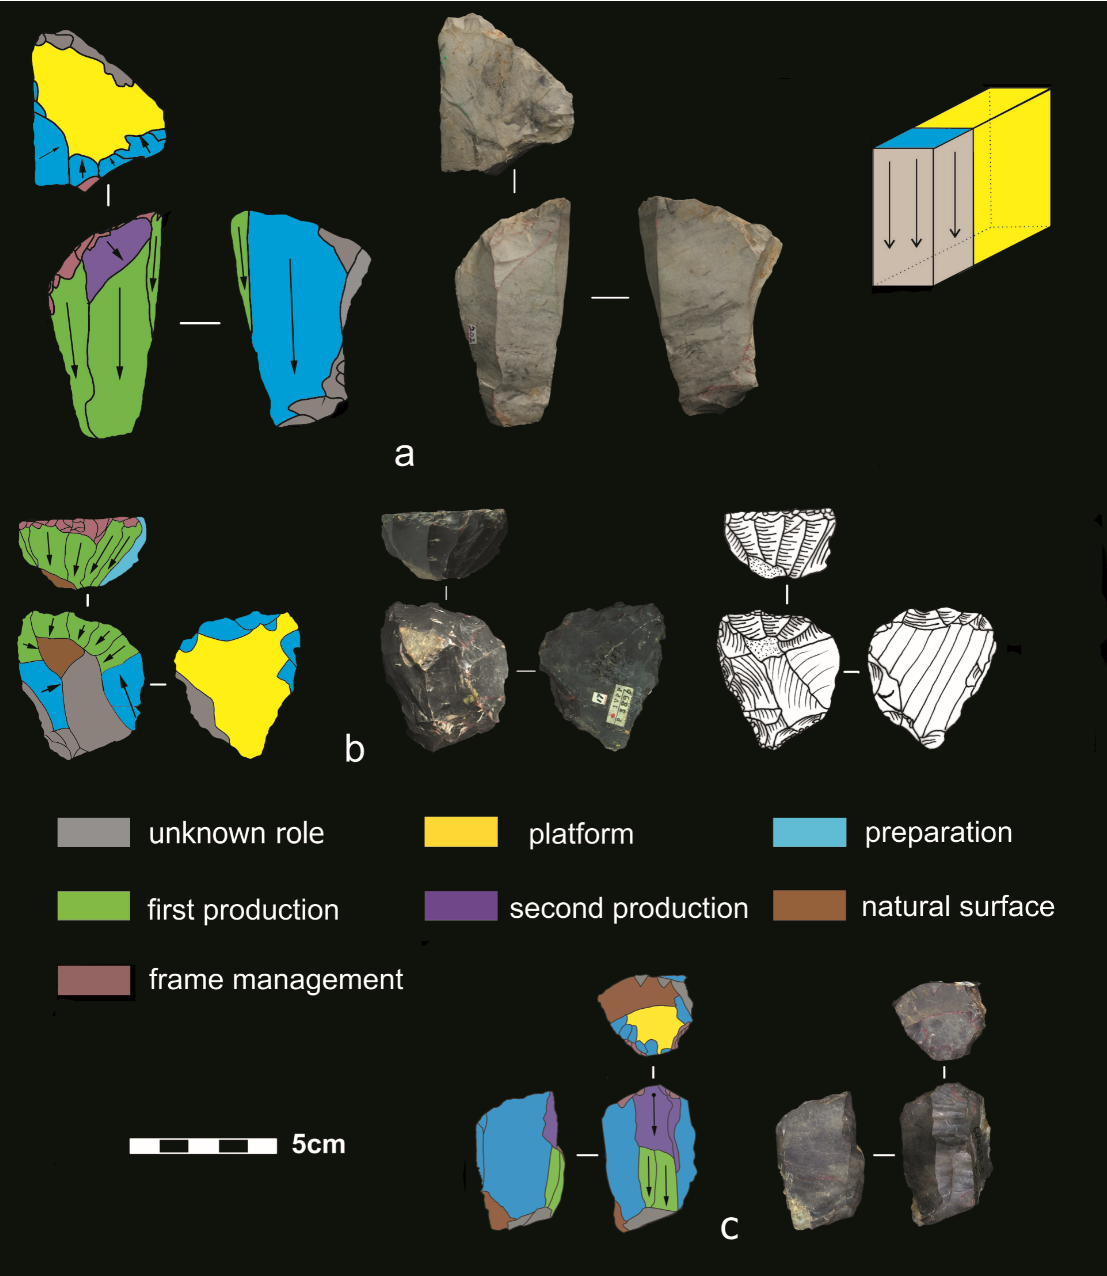 a
b
unknown role
platform
preparation
first production
second production
natural surface
frame management
5cm
c